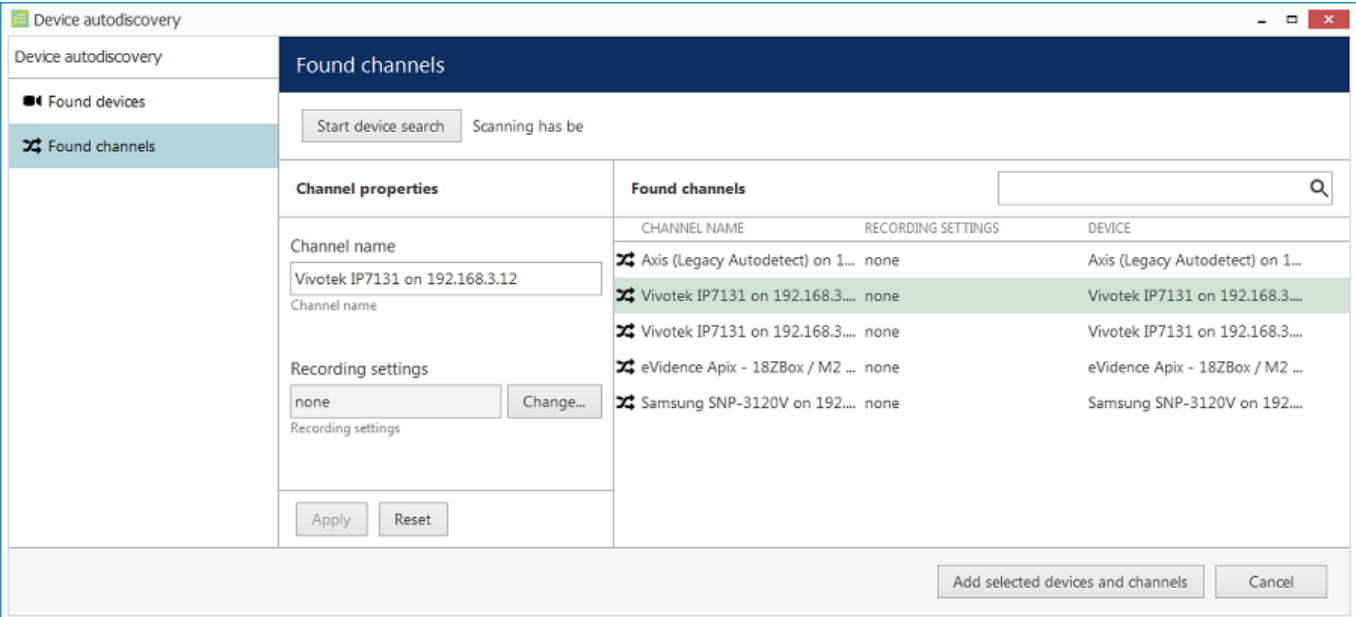 Device autodiscovery
Device autodiscovery
Found devices
Found channels
Found channels
Start device search Scanning has be
Channel properties
Channel name
Vivotek IP7131 on 192.168.3.12
Channel name
Recording settings
none Change...
Recording settings
Apply Reset
Found channels
CHANNEL NAME RECORDING SETTINGS DEVICE
Axis (Legacy Autodetect) on 1... none Axis (Legacy Autodetect) on 1...
Vivotek IP7131 on 192.168.3.... none Vivotek IP7131 on 192.168.3....
Vivotek IP7131 on 192.168.3.... none Vivotek IP7131 on 192.168.3....
eVidence Apix - 18ZBox / M2 ... none eVidence Apix - 18ZBox / M2 ...
Samsung SNP-3120V on 192.... none Samsung SNP-3120V on 192....
Add selected devices and channels Cancel